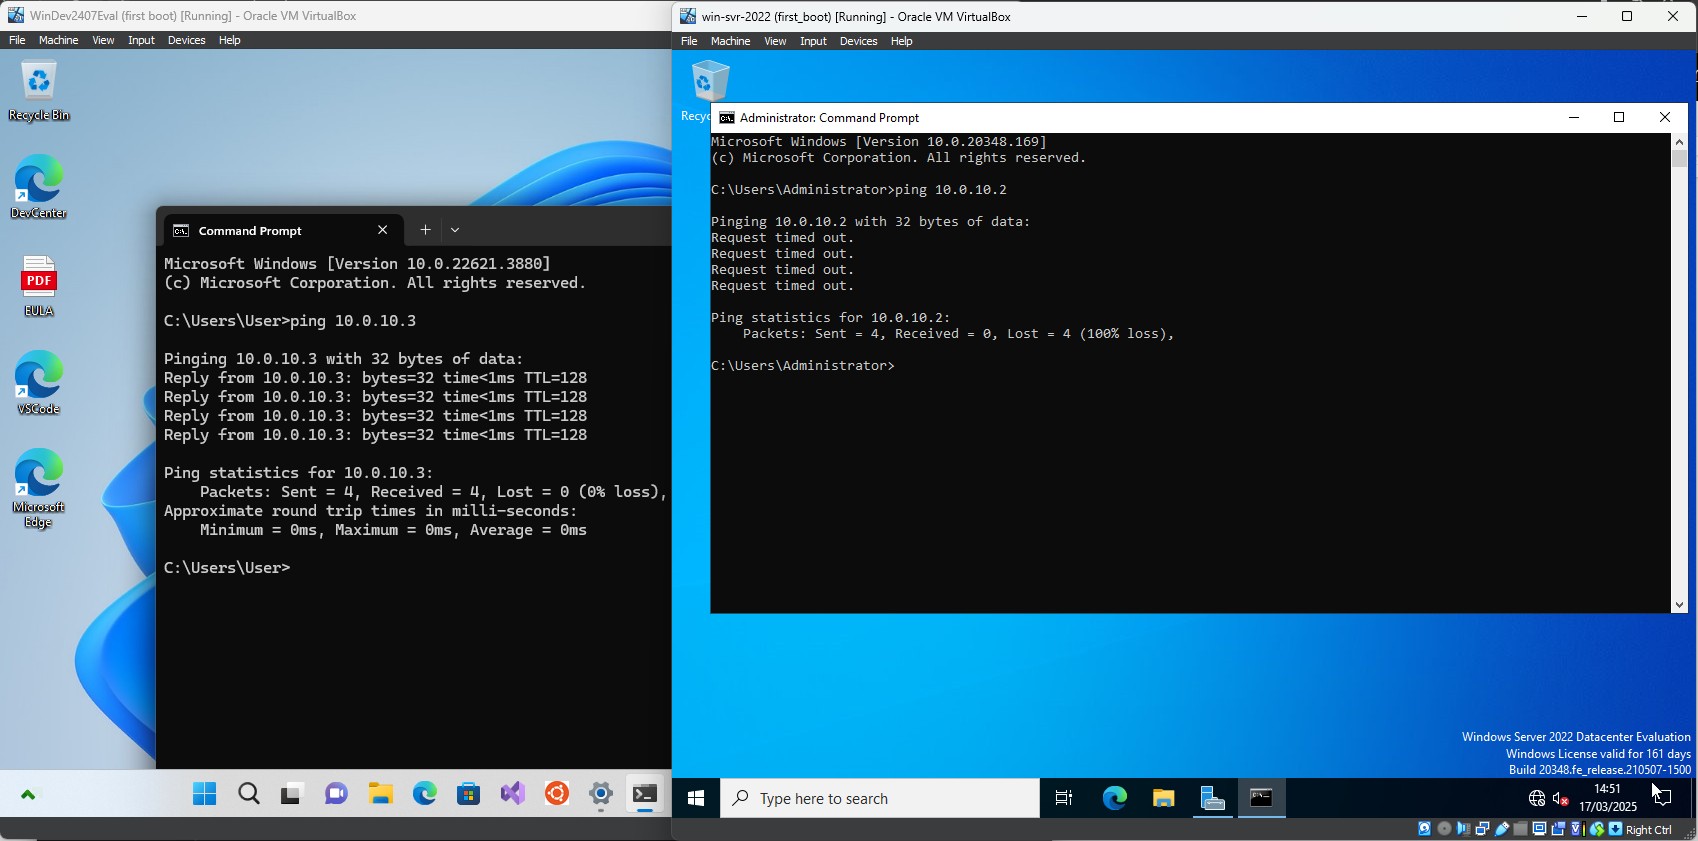 WinDev2407Eval (first boot) [Running] - Oracle VM VirtualBox
File Machine View Input Devices Help
Recycle Bin
DevCenter
PDF
EULA
VSCode
Microsoft
Edge
Command Prompt
Microsoft Windows [Version 10.0.22621.3880]
(c) Microsoft Corporation. All rights reserved.
C:\Users\User>ping 10.0.10.3
Pinging 10.0.10.3 with 32 bytes of data:
Reply from 10.0.10.3: bytes=32 time<1ms TTL=128
Reply from 10.0.10.3: bytes=32 time<1ms TTL=128
Reply from 10.0.10.3: bytes=32 time<1ms TTL=128
Reply from 10.0.10.3: bytes=32 time<1ms TTL=128
Ping statistics for 10.0.10.3:
Packets: Sent = 4, Received = 4, Lost = 0 (0% loss),
Approximate round trip times in milli-seconds:
Minimum = 0ms, Maximum = 0ms, Average = 0ms
C:\Users\User>
win-svr-2022 (first_boot) [Running] - Oracle VM VirtualBox
File Machine View Input Devices Help
Recyc
Administrator: Command Prompt
Microsoft Windows [Version 10.0.20348.169]
(c) Microsoft Corporation. All rights reserved.
C:\Users\Administrator>ping 10.0.10.2
Pinging 10.0.10.2 with 32 bytes of data:
Request timed out.
Request timed out.
Request timed out.
Request timed out.
Ping statistics for 10.0.10.2:
Packets: Sent = 4, Received = 0, Lost = 4 (100% loss),
C:\Users\Administrator>
Windows Server 2022 Datacenter Evaluation
Windows License valid for 161 days
Build 20348.fe_release.210507-1500
Type here to search
14:51
17/03/2025
Right Ctrl